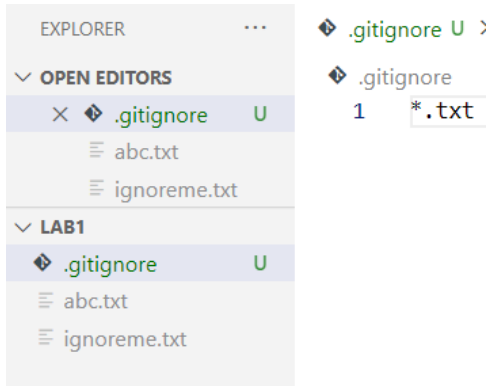 EXPLORER ...
OPEN EDITORS
.gitignore U
abc.txt
ignoreme.txt
LAB1
.gitignore U
abc.txt
ignoreme.txt
.gitignore U
.gitignore
1 *.txt